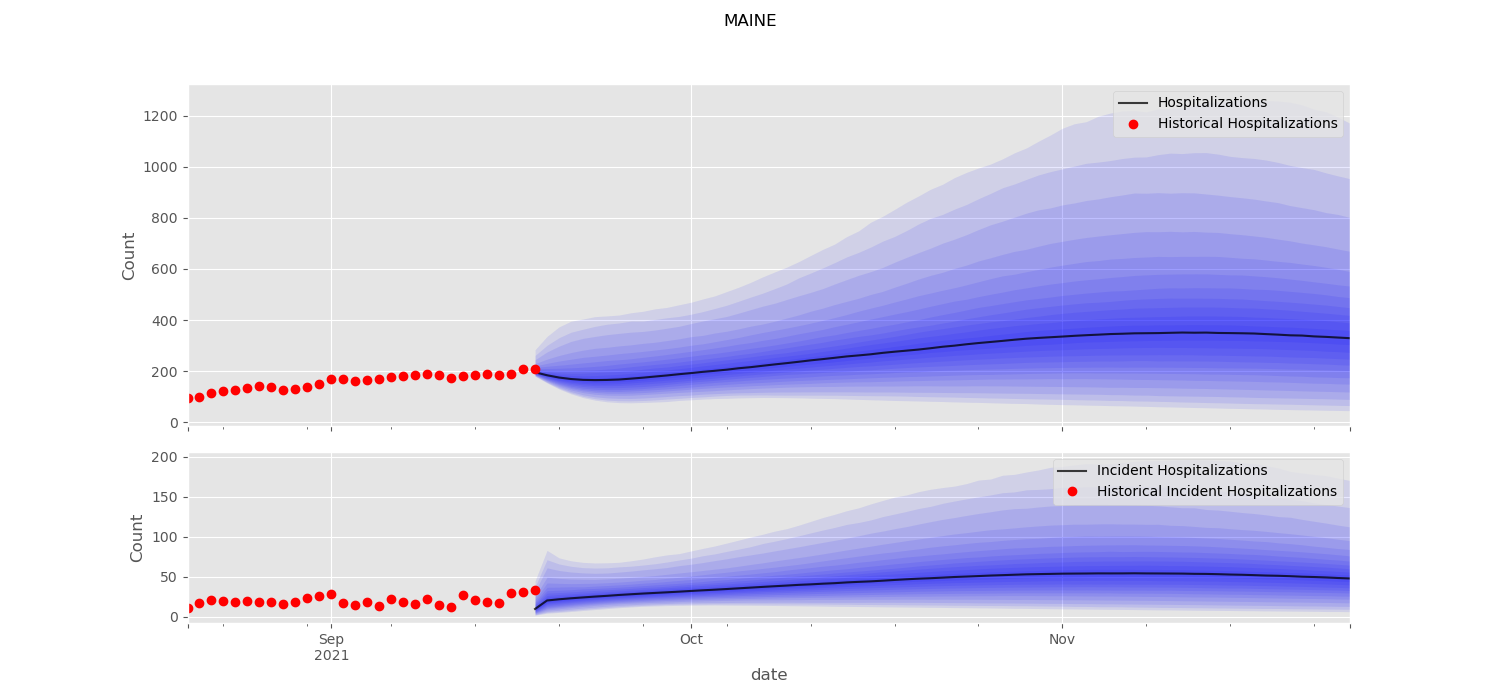 MAINE
Hospitalizations
Historical Hospitalizations
1200
1000
800
600
400
200
0
Count
Incident Hospitalizations
Historical Incident Hospitalizations
200
150
100
50
0
Count
Sep
2021
Oct
Nov
date